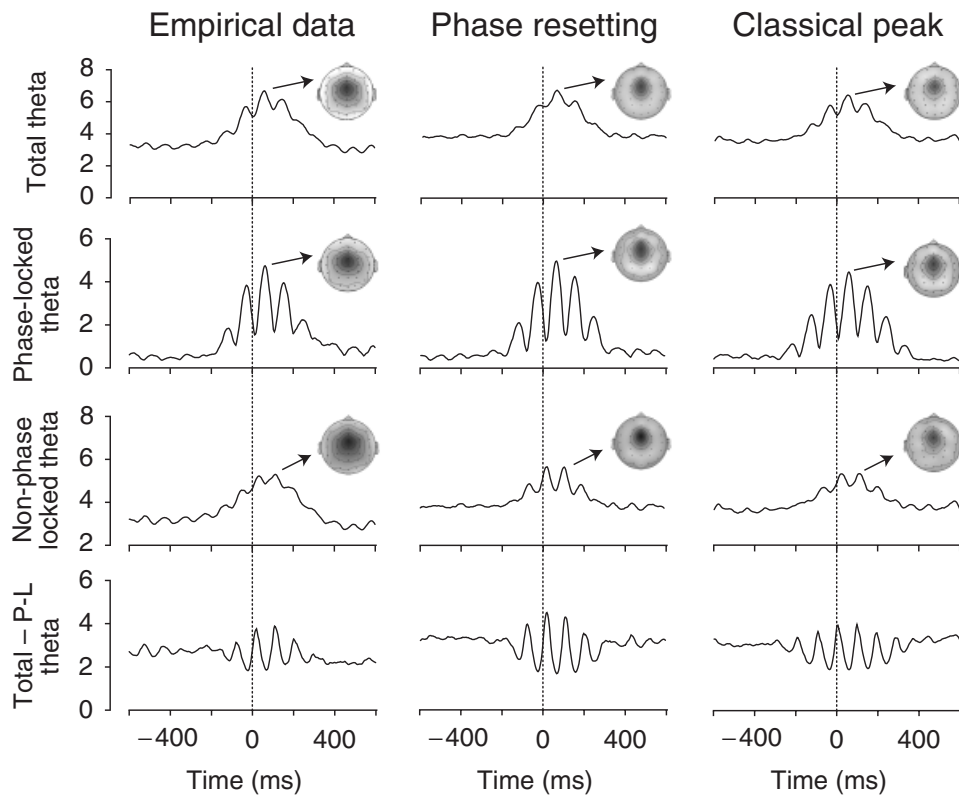 Empirical data Phase resetting Classical peak
Total theta
8
6
4
2
0
Phase-locked
theta
6
4
2
0
Non-phase
locked theta
8
6
4
2
Total – P-L
theta
6
4
2
0
−400 0 400 −400 0 400 −400 0 400
Time (ms) Time (ms) Time (ms)